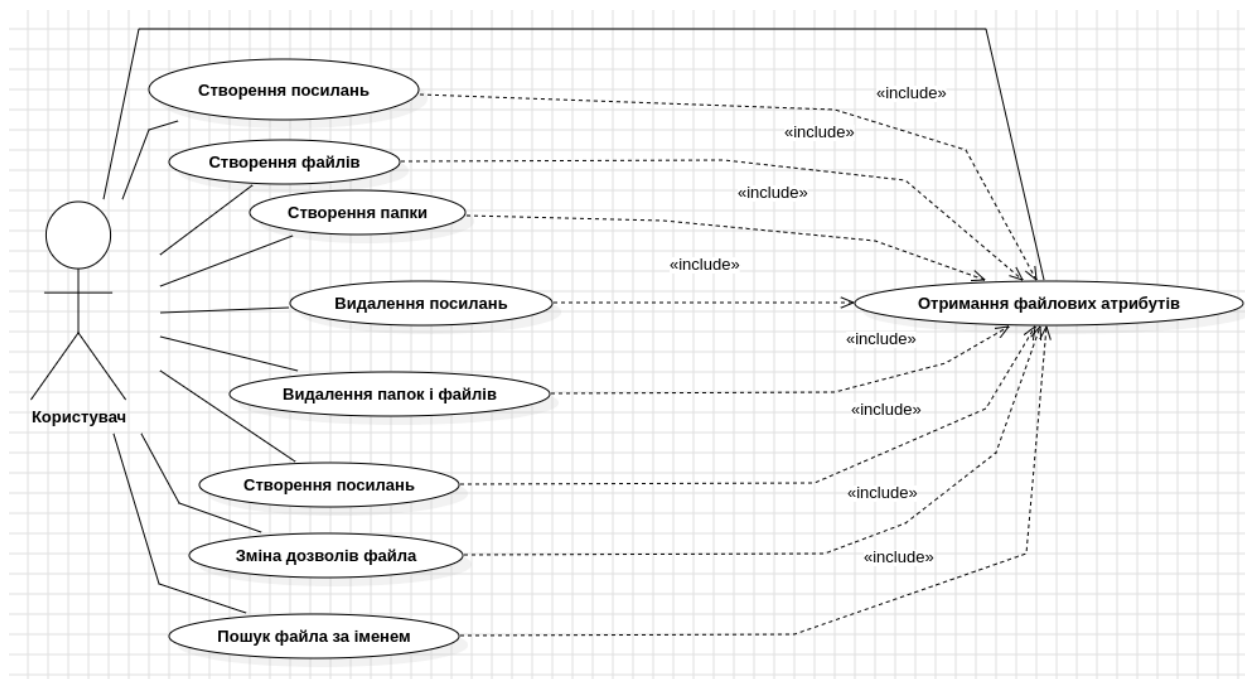 Створення посилань
«include»
«include»
Створення файлів
«include»
Створення папки
«include»
Видалення посилань
Отримання файлових атрибутів
«include»
Видалення папок і файлів
«include»
Користувач
Створення посилань
«include»
Зміна дозволів файла
«include»
Пошук файла за іменем